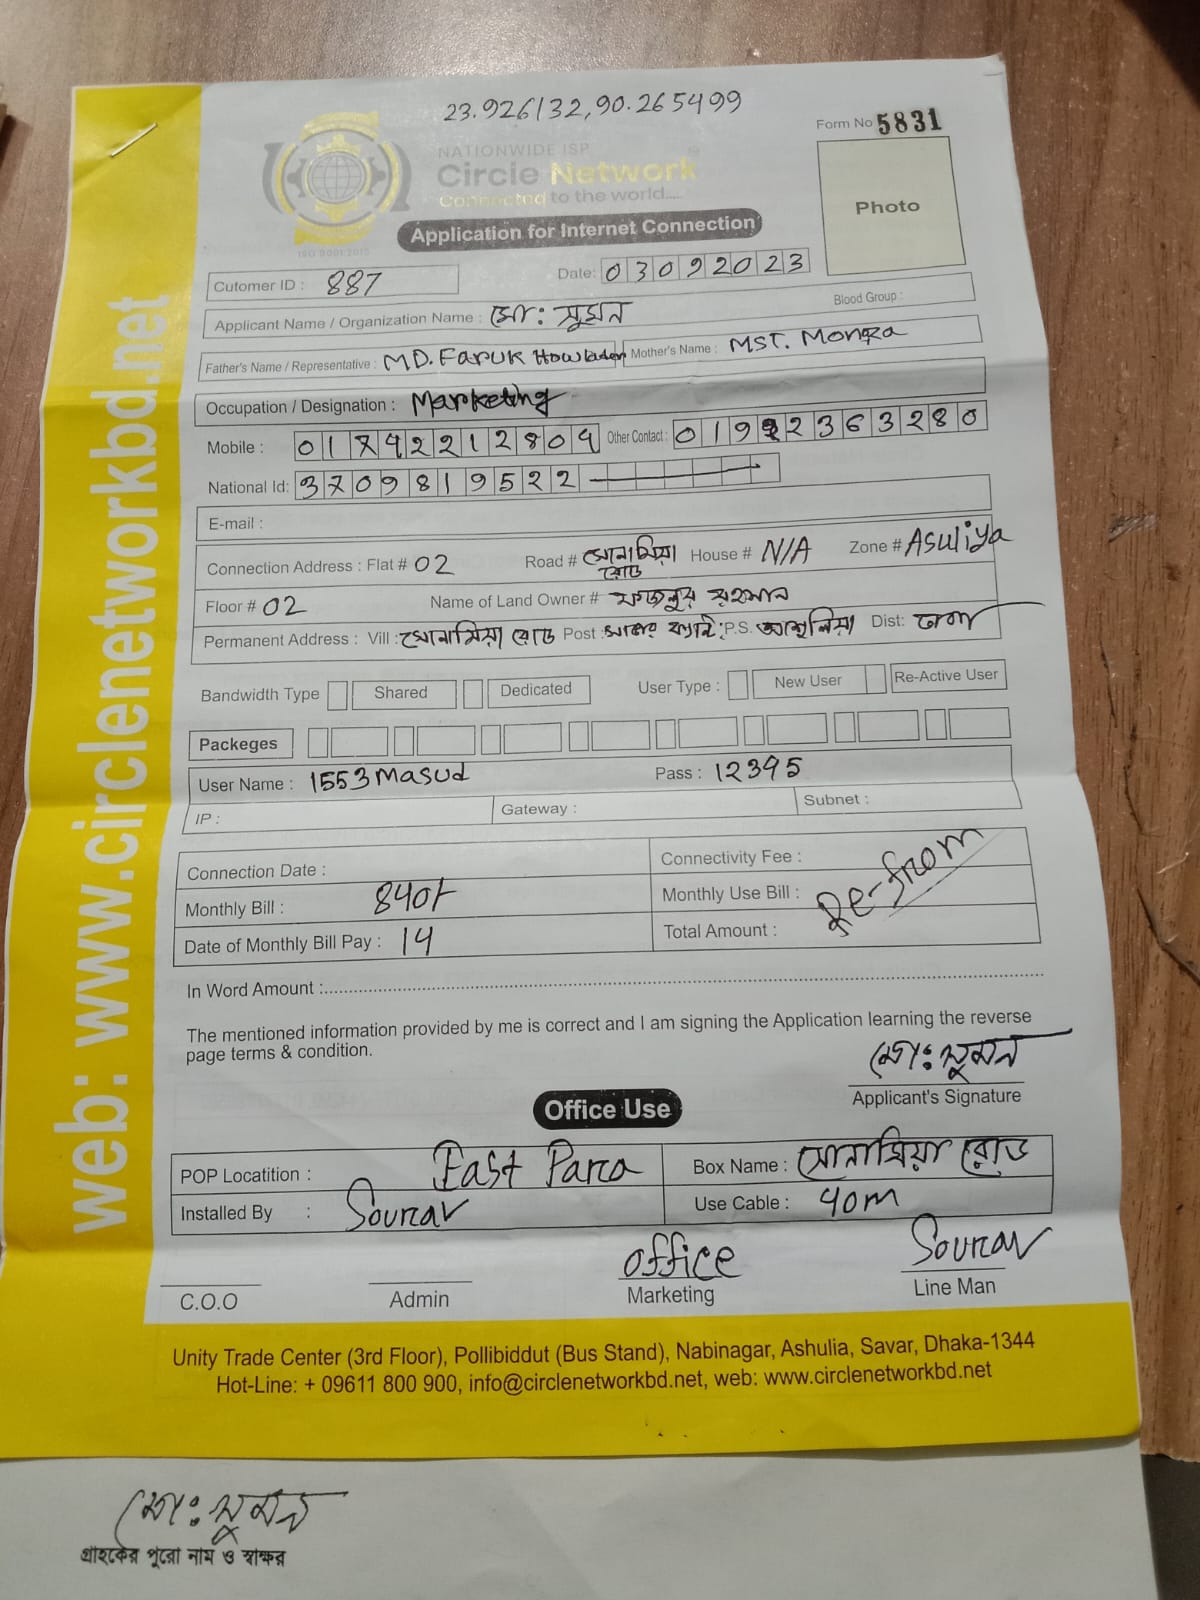 23.926132,90.265499
Form No 5831
NATIONWIDE ISP
Circle Network
Connected to the world....
ISO 9001:2015
Photo
Application for Internet Connection
Cutomer ID : 887
Date: 03092023
Blood Group :
Applicant Name / Organization Name : মো: সুমন
Father's Name / Representative : MD. Faruk Howlader Mother's Name : MST. Monira
Occupation / Designation : Marketing
Mobile : 01742212804 Other Contact : 01922363280
National Id: 3709819522
E-mail :
Connection Address : Flat # 02 Road # সোনামিয়া রোড House # N/A Zone # Asuliya
Floor # 02 Name of Land Owner # ফজলুর রহমান
Permanent Address : Vill : সোনামিয়া রোড Post : সাভার ক্যান্ট: P.S. আশুলিয়া Dist: ঢাকা
Bandwidth Type Shared Dedicated User Type : New User Re-Active User
Packeges
User Name : 1553masud Pass : 12345
IP : Gateway : Subnet :
Connection Date : Connectivity Fee :
Monthly Bill : 840/- Monthly Use Bill : Re-from
Date of Monthly Bill Pay : 14 Total Amount :
In Word Amount :
The mentioned information provided by me is correct and I am signing the Application learning the reverse
page terms & condition.
মো: সুমন
Applicant's Signature
Office Use
POP Locatition : East Para Box Name : সোনামিয়া রোড
Installed By : Sourav Use Cable : 40m
office Sourav
C.O.O Admin Marketing Line Man
Unity Trade Center (3rd Floor), Pollibiddut (Bus Stand), Nabinagar, Ashulia, Savar, Dhaka-1344
Hot-Line: + 09611 800 900, info@circlenetworkbd.net, web: www.circlenetworkbd.net
web: www.circlenetworkbd.net
মো: সুমন
গ্রাহকের পুরো নাম ও স্বাক্ষর